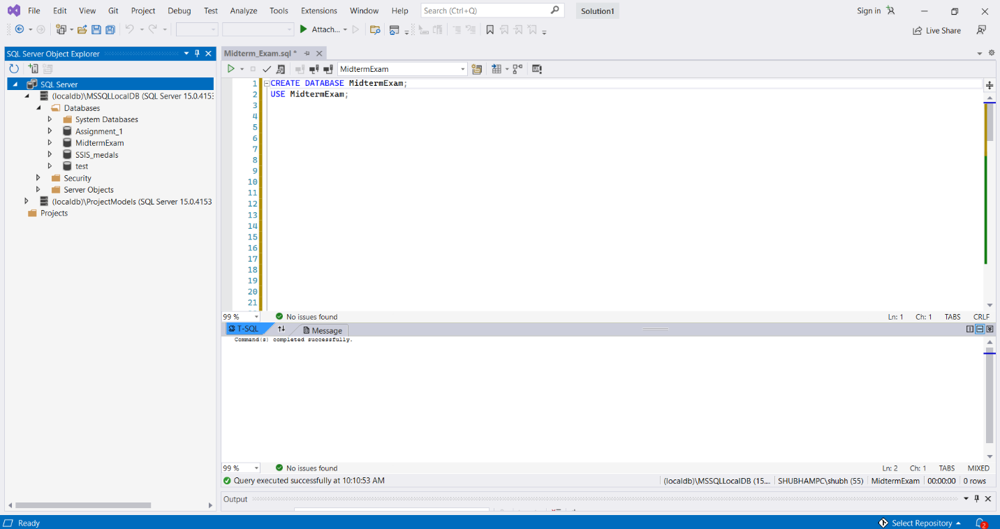 File Edit View Git Project Debug Test Analyze Tools Extensions Window Help Search (Ctrl+Q) Solution1 Sign in
Attach... Live Share
SQL Server Object Explorer
Midterm_Exam.sql *
MidtermExam
SQL Server
(localdb)\MSSQLLocalDB (SQL Server 15.0.4153
Databases
System Databases
Assignment_1
MidtermExam
SSIS_medals
test
Security
Server Objects
(localdb)\ProjectModels (SQL Server 15.0.4153
Projects
1 CREATE DATABASE MidtermExam;
2 USE MidtermExam;
3
4
5
6
7
8
9
10
11
12
13
14
15
16
17
18
19
20
21
99 % No issues found Ln: 1 Ch: 1 TABS CRLF
T-SQL Message
Command(s) completed successfully.
99 % No issues found Ln: 2 Ch: 1 TABS MIXED
Query executed successfully at 10:10:53 AM (localdb)\MSSQLLocalDB (15.... SHUBHAMPC\shubh (55) MidtermExam 00:00:00 0 rows
Output
Ready Select Repository 2